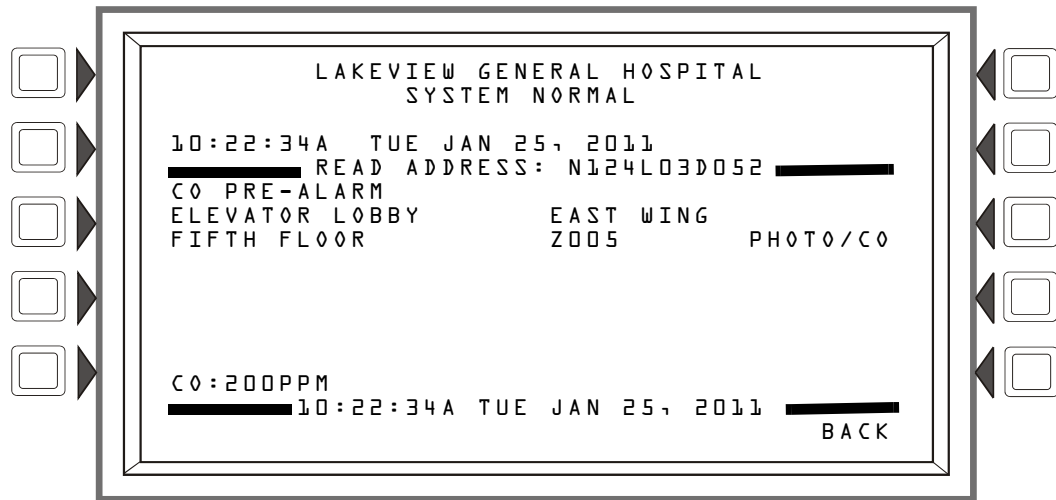 LAKEVIEW GENERAL HOSPITAL
SYSTEM NORMAL
10:22:34A TUE JAN 25, 2011
READ ADDRESS: N124L03D052
CO PRE-ALARM
ELEVATOR LOBBY EAST WING
FIFTH FLOOR Z005 PHOTO/CO
CO:200PPM
10:22:34A TUE JAN 25, 2011
BACK